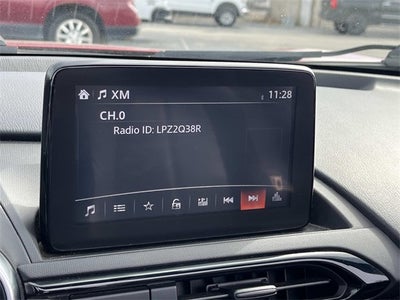 XM 11:28
CH.0
Radio ID: LPZ2Q38R